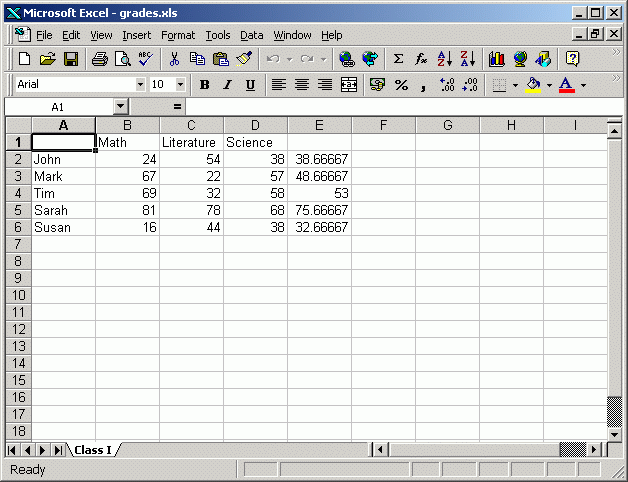 Microsoft Excel - grades.xls
File Edit View Insert Format Tools Data Window Help
Arial 10 B I U % , A
A1 =
A B C D E F G H I
1 Math Literature Science
2 John 24 54 38 38.66667
3 Mark 67 22 57 48.66667
4 Tim 69 32 58 53
5 Sarah 81 78 68 75.66667
6 Susan 16 44 38 32.66667
7
8
9
10
11
12
13
14
15
16
17
18
Class I
Ready